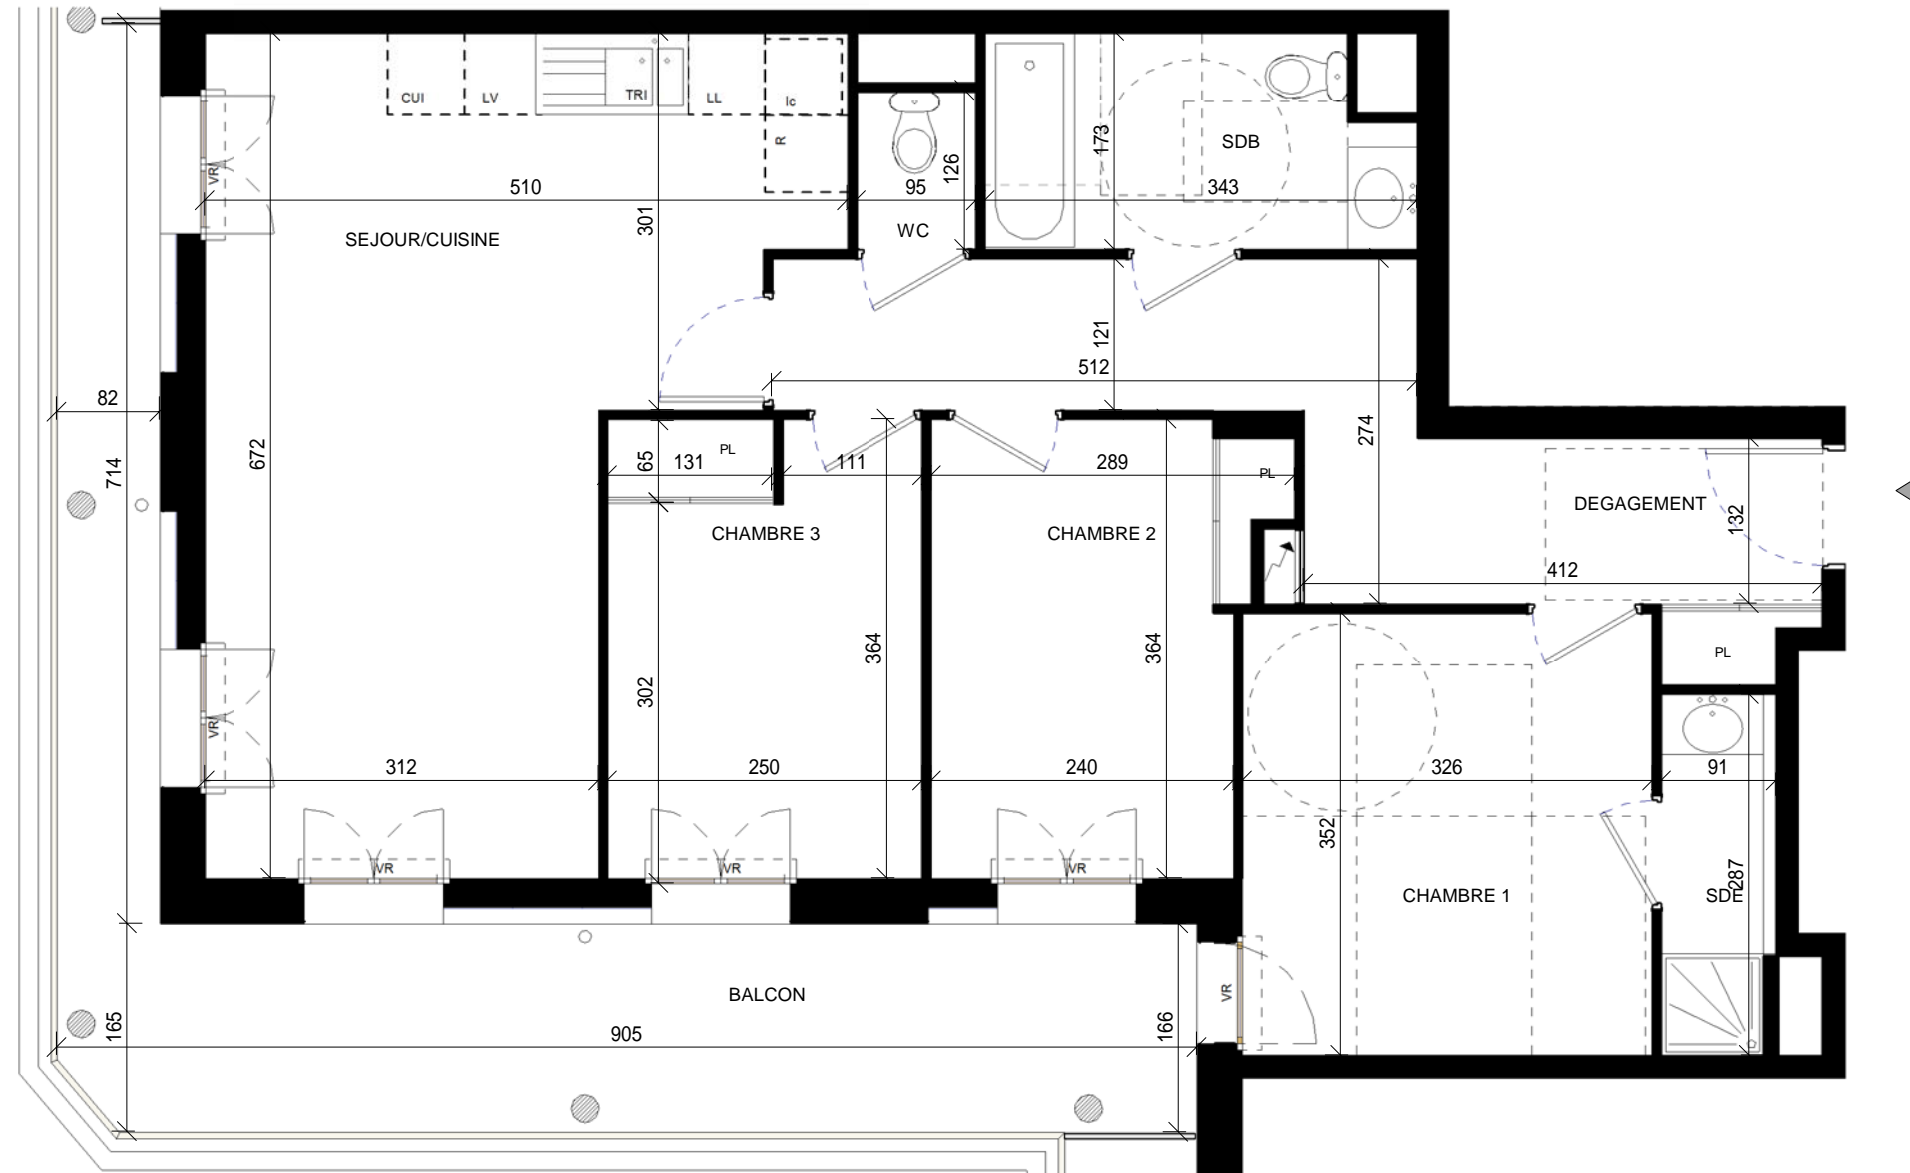 CUI
LV
TRI
LL
Ic
R
VR
510
301
SEJOUR/CUISINE
95
126
WC
173
SDB
343
121
512
274
82
714
672
65
131
PL
111
289
PL
CHAMBRE 3
CHAMBRE 2
DEGAGEMENT
132
412
364
364
302
PL
VR
312
250
240
326
91
352
287
VR
VR
VR
CHAMBRE 1
SDE
BALCON
VR
165
905
166